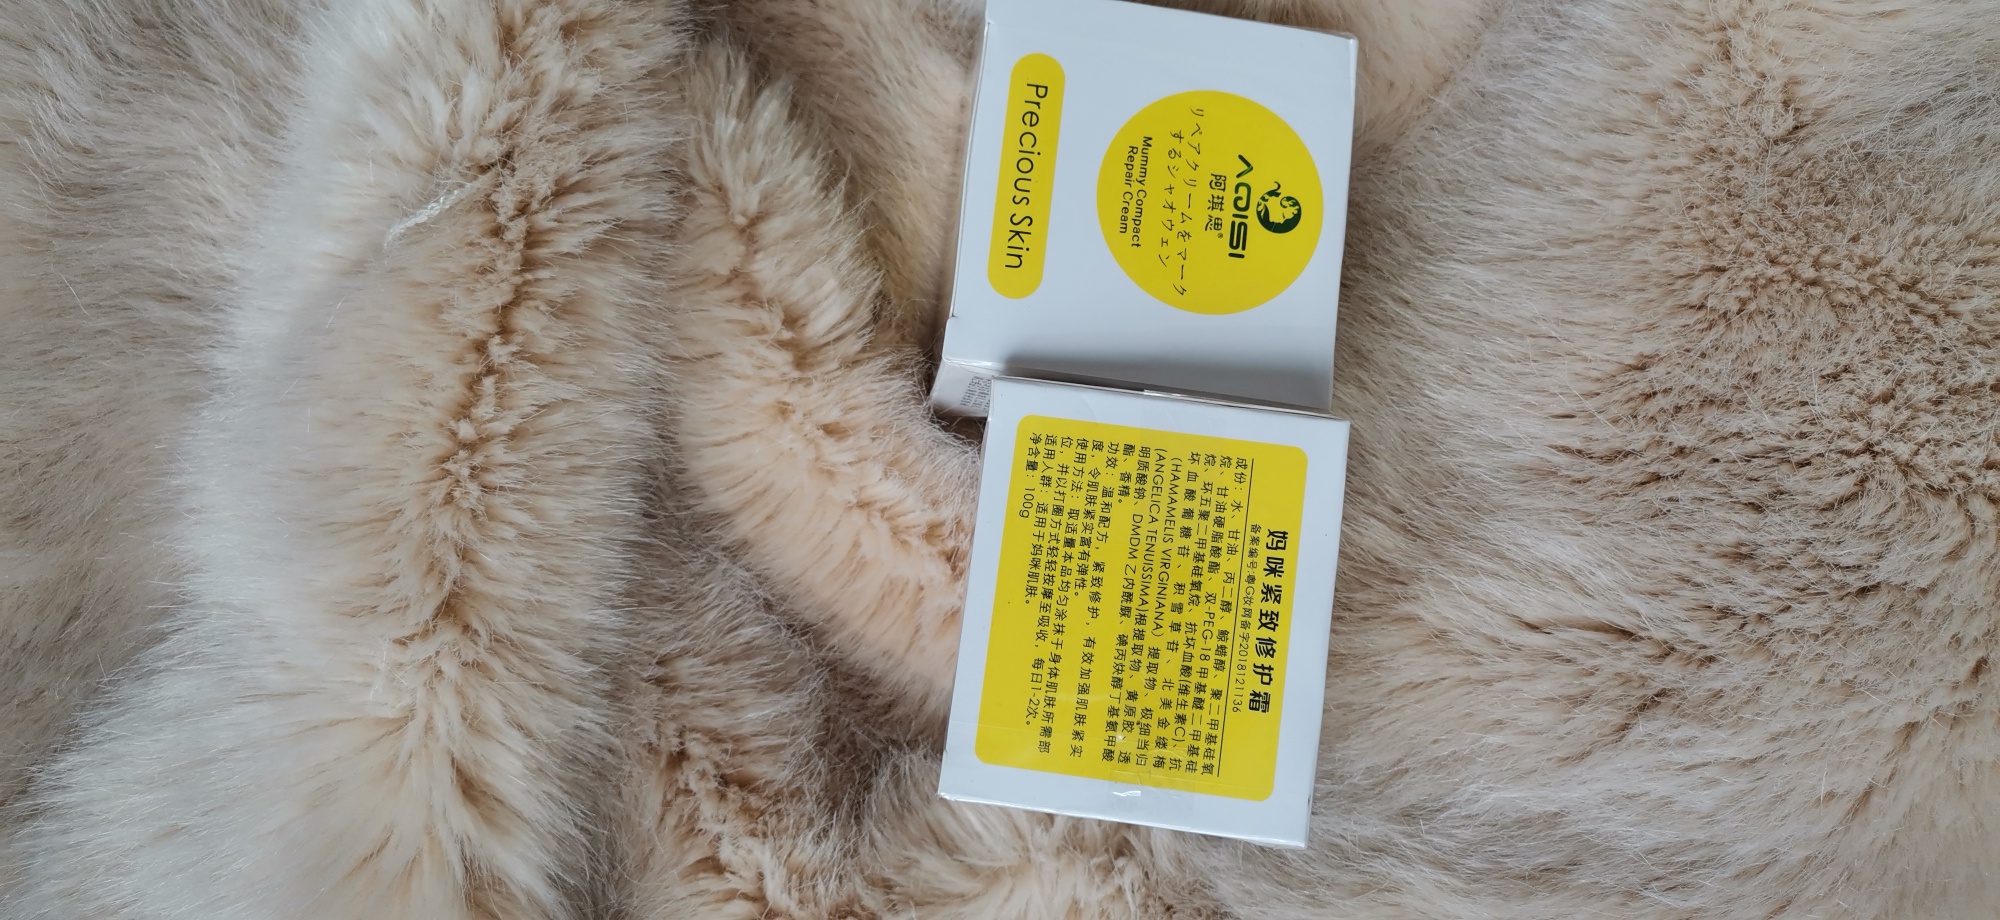 AQISI
阿琪思®
リペアクリームをマーク
するシャオウェン
Mummy Compact
Repair Cream
Precious Skin
妈咪紧致修护霜
备案编号:粤G妆网备字2018121136
成份：水、甘油、丙二醇、鲸蜡醇、聚二甲基硅氧
烷、甘油硬脂酸酯、双-PEG-18 甲基醚二甲基硅
烷、环五聚二甲基硅氧烷、抗坏血酸(维生素C)、抗
坏血酸葡糖苷、积雪草苷、北美金缕梅
(HAMAMELIS VIRGINIANA) 提取物、极细当归
(ANGELICA TENUISSIMA)根提取物、黄原胶、透
明质酸钠、DMDM 乙内酰脲、碘丙炔醇丁基氨甲酸
酯、香精。
功效：温和配方，紧致修护，有效加强肌肤紧实
度，令肌肤紧实富有弹性。
使用方法：取适量本品均匀涂抹于身体肌肤所需部
位，并以打圈方式轻轻按摩至吸收，每日1-2次。
适用人群：适用于妈咪肌肤。
净含量：100g